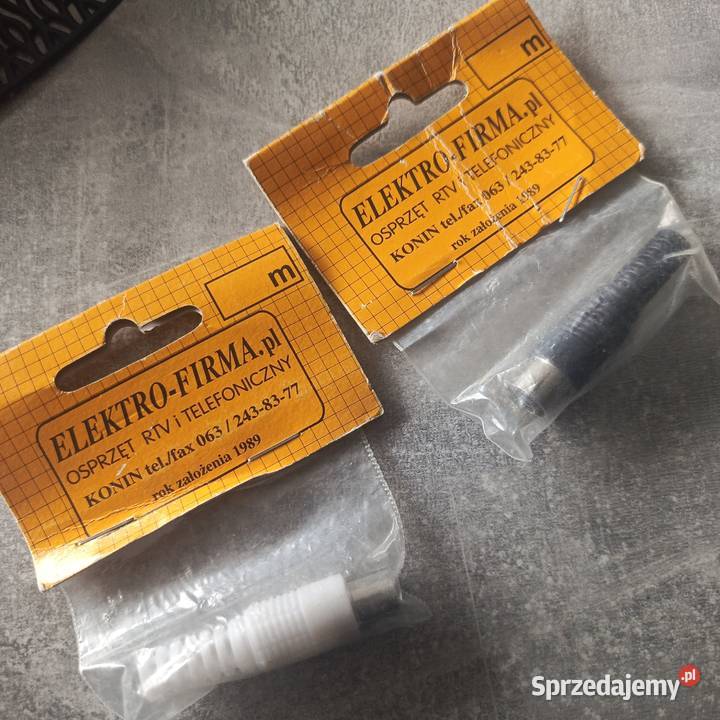 m
ELEKTRO-FIRMA.pl
OSPRZĘT RTV i TELEFONICZNY
KONIN tel./fax 063 / 243-83-77
rok założenia 1989
m
ELEKTRO-FIRMA.pl
OSPRZĘT RTV i TELEFONICZNY
KONIN tel./fax 063 / 243-83-77
rok założenia 1989
Sprzedajemy.pl